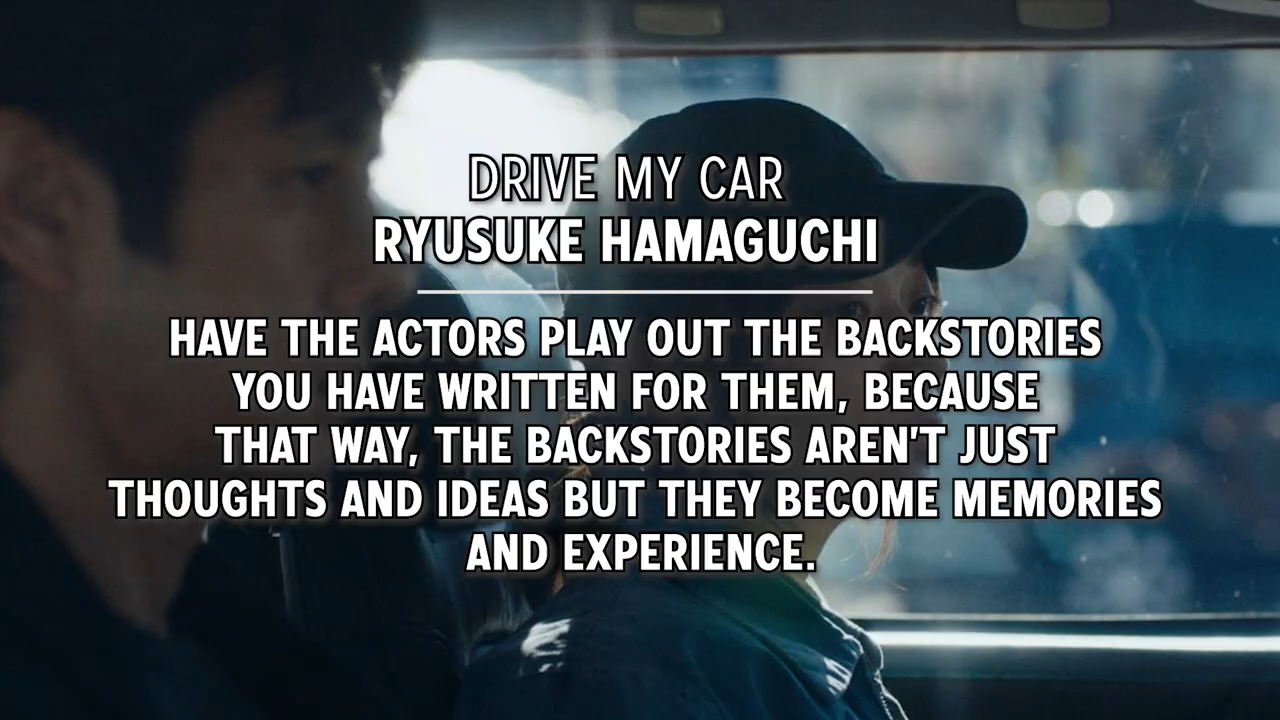 DRIVE MY CAR
RYUSUKE HAMAGUCHI
HAVE THE ACTORS PLAY OUT THE BACKSTORIES
YOU HAVE WRITTEN FOR THEM, BECAUSE
THAT WAY, THE BACKSTORIES AREN'T JUST
THOUGHTS AND IDEAS BUT THEY BECOME MEMORIES
AND EXPERIENCE.